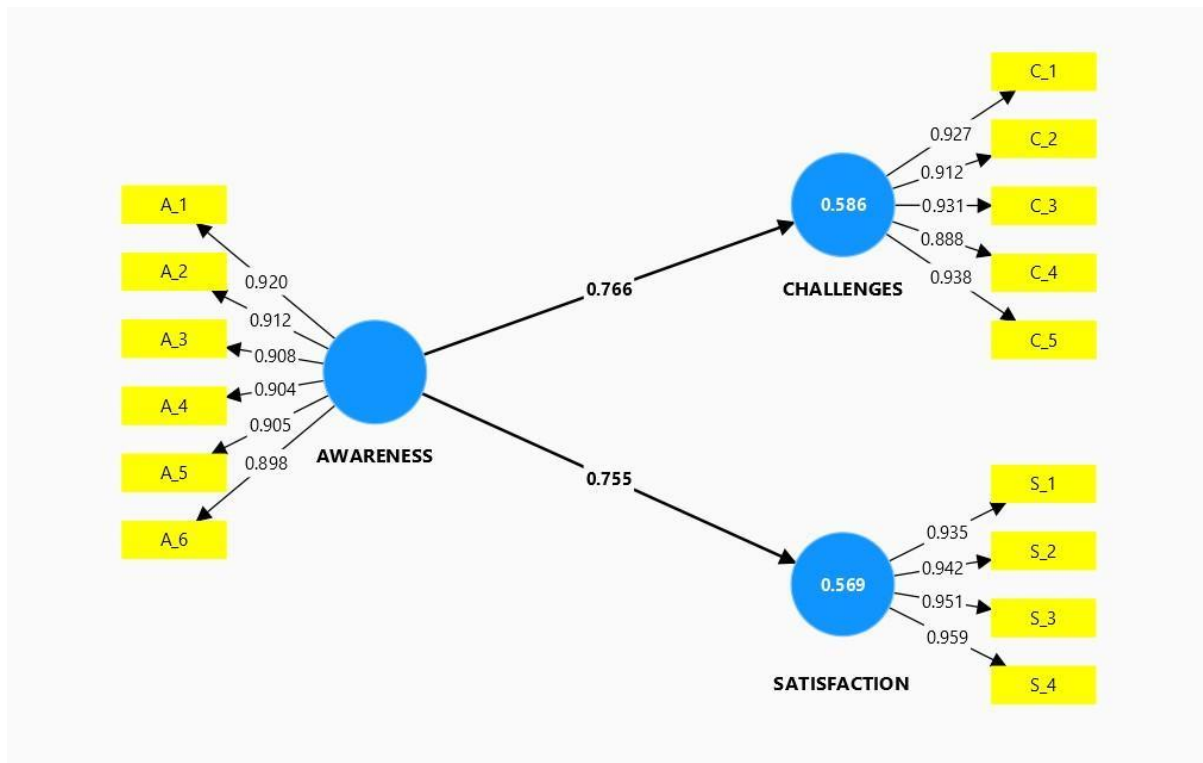 A_1
A_2
A_3
A_4
A_5
A_6
0.920
0.912
0.908
0.904
0.905
0.898
AWARENESS
0.766
0.755
0.586
CHALLENGES
0.927
0.912
0.931
0.888
0.938
C_1
C_2
C_3
C_4
C_5
0.569
SATISFACTION
0.935
0.942
0.951
0.959
S_1
S_2
S_3
S_4